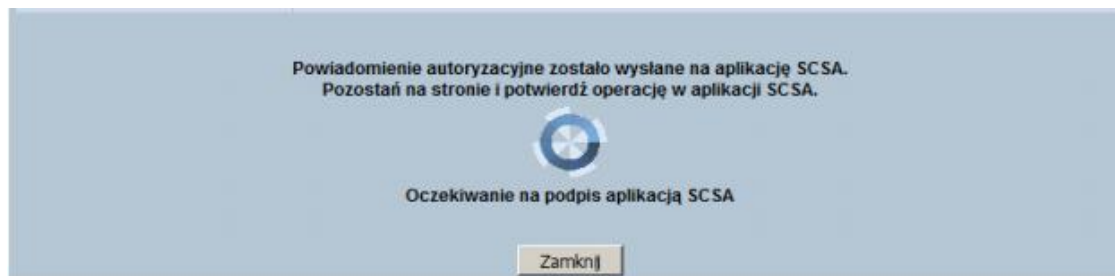 Powiadomienie autoryzacyjne zostało wysłane na aplikację SCSA.
Pozostań na stronie i potwierdź operację w aplikacji SCSA.
Oczekiwanie na podpis aplikacją SCSA
Zamknij